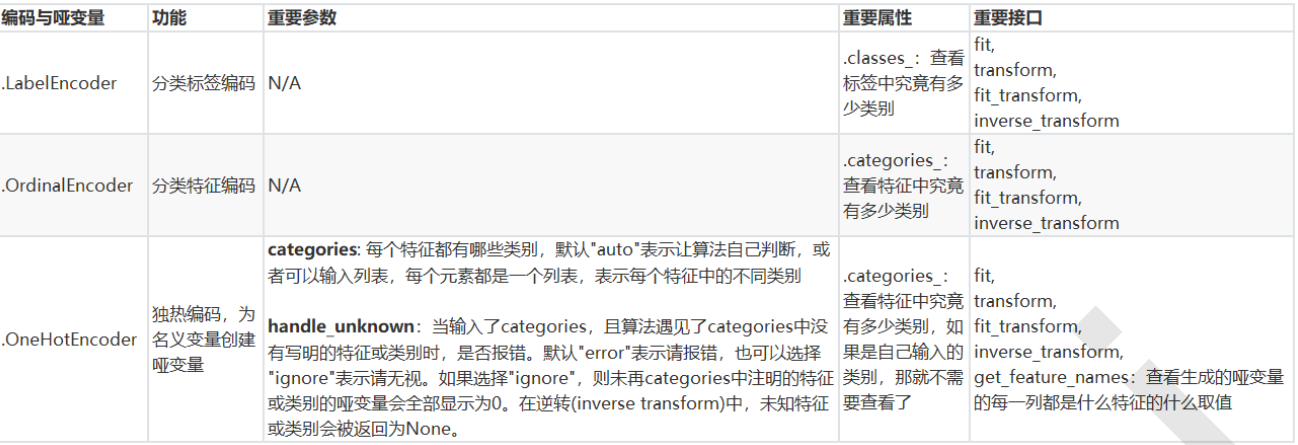 编码与哑变量 功能 重要参数 重要属性 重要接口
.LabelEncoder 分类标签编码 N/A
.classes_：查看
标签中究竟有多
少类别
fit,
transform,
fit_transform,
inverse_transform
.OrdinalEncoder 分类特征编码 N/A
.categories_：
查看特征中究竟
有多少类别
fit,
transform,
fit_transform,
inverse_transform
.OneHotEncoder
独热编码，为
名义变量创建
哑变量
categories: 每个特征都有哪些类别，默认"auto"表示让算法自己判断，或
者可以输入列表，每个元素都是一个列表，表示每个特征中的不同类别
handle_unknown：当输入了categories，且算法遇见了categories中没
有写明的特征或类别时，是否报错。默认"error"表示请报错，也可以选择
"ignore"表示请无视。如果选择"ignore"，则未再categories中注明的特征
或类别的哑变量会全部显示为0。在逆转(inverse transform)中，未知特征
或类别会被返回为None。
.categories_：
查看特征中究竟
有多少类别，如
果是自己输入的
类别，那就不需
要查看了
fit,
transform,
fit_transform,
inverse_transform,
get_feature_names：查看生成的哑变量
的每一列都是什么特征的什么取值